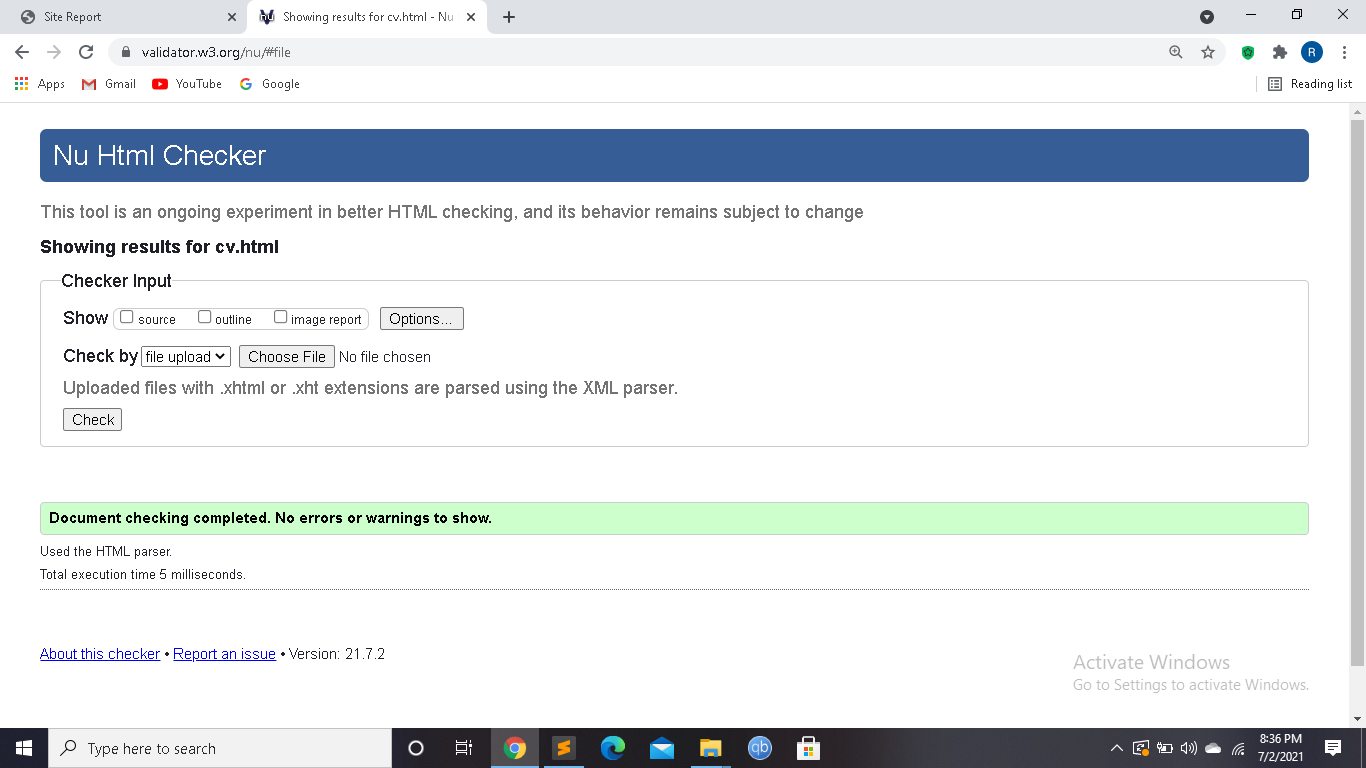 Site Report
Showing results for cv.html - Nu
validator.w3.org/nu/#file
R
Apps
Gmail
YouTube
Google
Reading list
Nu Html Checker
This tool is an ongoing experiment in better HTML checking, and its behavior remains subject to change
Showing results for cv.html
Checker Input
Show source outline image report Options...
Check by file upload Choose File No file chosen
Uploaded files with .xhtml or .xht extensions are parsed using the XML parser.
Check
Document checking completed. No errors or warnings to show.
Used the HTML parser.
Total execution time 5 milliseconds.
About this checker • Report an issue • Version: 21.7.2
Activate Windows
Go to Settings to activate Windows.
Type here to search
qb
8:36 PM
7/2/2021